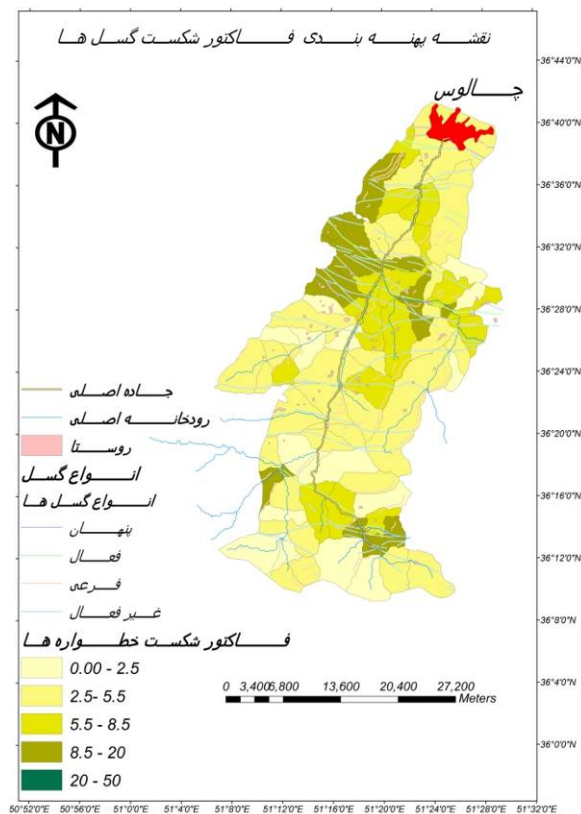 نقشه پهنه بندی فاکتور شکست گسل ها
چالوس
N
36°44'0"N
36°40'0"N
36°36'0"N
36°32'0"N
36°28'0"N
36°24'0"N
36°20'0"N
36°16'0"N
36°12'0"N
36°8'0"N
36°4'0"N
36°0'0"N
جاده اصلی
رودخانه اصلی
روستا
انواع گسل
انواع گسل ها
پنهان
فعال
فرعی
غیر فعال
فاکتور شکست خطواره ها
0.00 - 2.5
2.5- 5.5
5.5 - 8.5
8.5 - 20
20 - 50
0 3,400 6,800 13,600 20,400 27,200
Meters
50°52'0"E 50°56'0"E 51°0'0"E 51°4'0"E 51°8'0"E 51°12'0"E 51°16'0"E 51°20'0"E 51°24'0"E 51°28'0"E 51°32'0"E